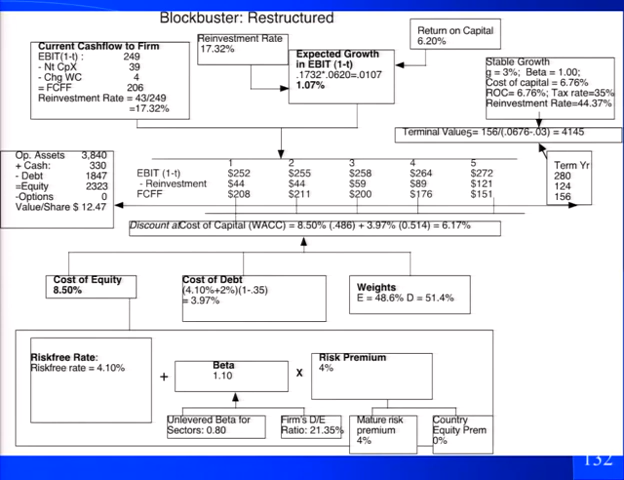 Blockbuster: Restructured
Current Cashflow to Firm
EBIT(1-t) : 249
- Nt CpX 39
- Chg WC 4
= FCFF 206
Reinvestment Rate = 43/249
=17.32%
Reinvestment Rate
17.32%
Expected Growth
in EBIT (1-t)
.1732*.0620=.0107
1.07%
Return on Capital
6.20%
Stable Growth
g = 3%; Beta = 1.00;
Cost of capital = 6.76%
ROC= 6.76%; Tax rate=35%
Reinvestment Rate=44.37%
Terminal Value5= 156/(.0676-.03) = 4145
Op. Assets 3,840
+ Cash: 330
- Debt 1847
=Equity 2323
-Options 0
Value/Share $ 12.47
1 2 3 4 5
EBIT (1-t) $252 $255 $258 $264 $272
- Reinvestment $44 $44 $59 $89 $121
FCFF $208 $211 $200 $176 $151
Term Yr
280
124
156
Discount at Cost of Capital (WACC) = 8.50% (.486) + 3.97% (0.514) = 6.17%
Cost of Equity
8.50%
Cost of Debt
(4.10%+2%)(1-.35)
= 3.97%
Weights
E = 48.6% D = 51.4%
Riskfree Rate:
Riskfree rate = 4.10%
+
Beta
1.10
X
Risk Premium
4%
Unlevered Beta for
Sectors: 0.80
Firm's D/E
Ratio: 21.35%
Mature risk
premium
4%
Country
Equity Prem
0%
132